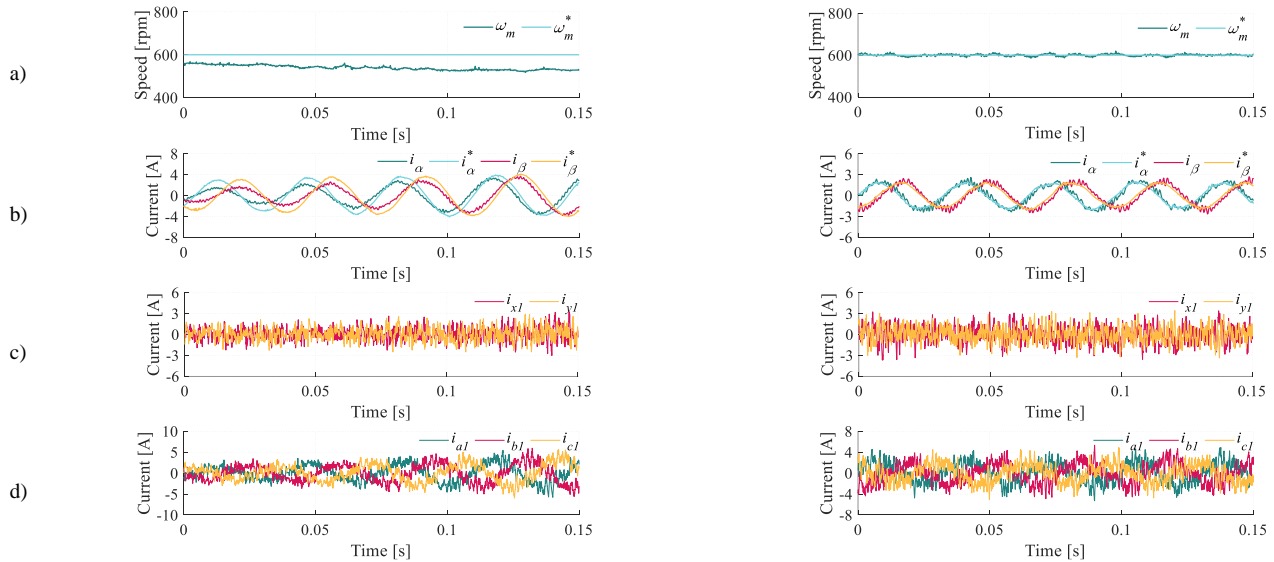 a)
Speed [rpm]
800
600
400
ω_m ω_m^*
0 0.05 0.1 0.15
Time [s]
Speed [rpm]
800
600
400
ω_m ω_m^*
0 0.05 0.1 0.15
Time [s]
b)
Current [A]
8
4
0
-4
-8
i_α i_α^* i_β i_β^*
0 0.05 0.1 0.15
Time [s]
Current [A]
6
3
0
-3
-6
i_α i_α^* i_β i_β^*
0 0.05 0.1 0.15
Time [s]
c)
Current [A]
6
3
0
-3
-6
i_x1 i_y1
0 0.05 0.1 0.15
Time [s]
Current [A]
6
3
0
-3
-6
i_x1 i_y1
0 0.05 0.1 0.15
Time [s]
d)
Current [A]
10
5
0
-5
-10
i_a1 i_b1 i_c1
0 0.05 0.1 0.15
Time [s]
Current [A]
8
4
0
-4
-8
i_a1 i_b1 i_c1
0 0.05 0.1 0.15
Time [s]